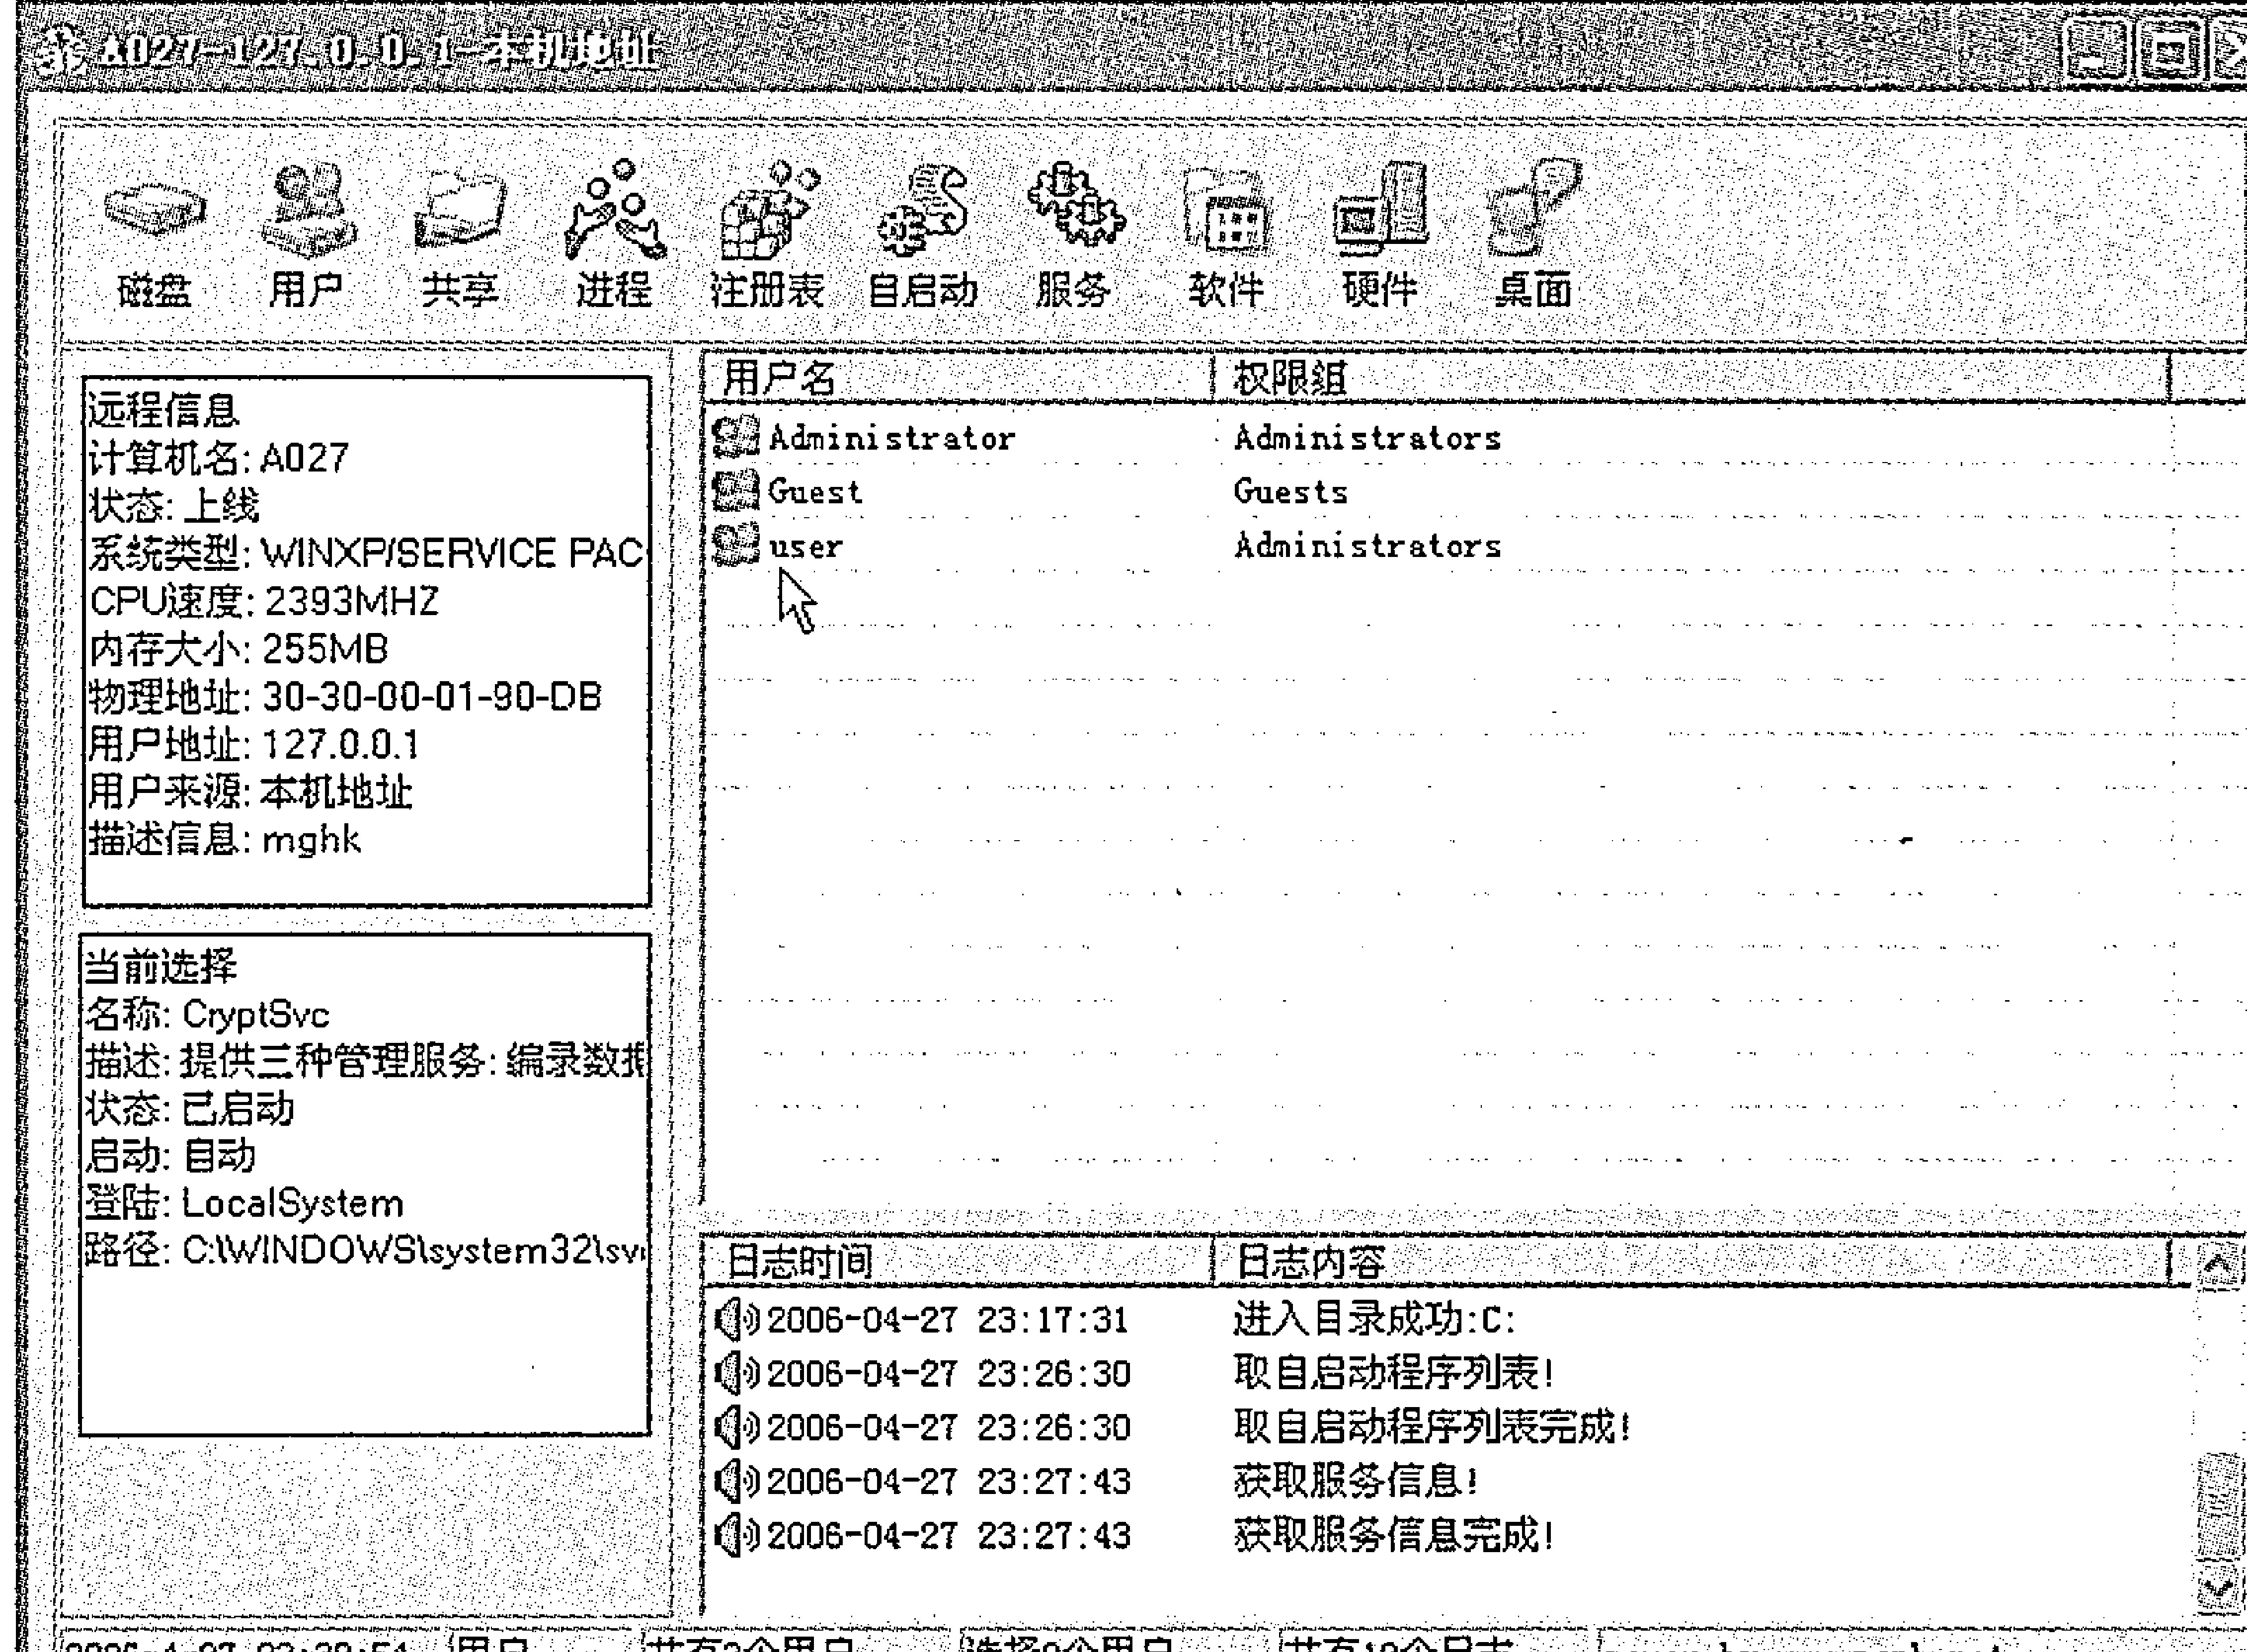 A027-127.0.0.1-本机地址
磁盘 用户 共享 进程 注册表 自启动 服务 软件 硬件 桌面
远程信息
计算机名: A027
状态: 上线
系统类型: WINXP/SERVICE PAC
CPU速度: 2393MHZ
内存大小: 255MB
物理地址: 30-30-00-01-90-DB
用户地址: 127.0.0.1
用户来源: 本机地址
描述信息: mghk
当前选择
名称: CryptSvc
描述: 提供三种管理服务: 编录数据
状态: 已启动
启动: 自动
登陆: LocalSystem
路径: C:\WINDOWS\system32\sv
用户名 权限组
Administrator Administrators
Guest Guests
user Administrators
日志时间 日志内容
2006-04-27 23:17:31 进入目录成功:C:
2006-04-27 23:26:30 取自启动程序列表!
2006-04-27 23:26:30 取自启动程序列表完成!
2006-04-27 23:27:43 获取服务信息!
2006-04-27 23:27:43 获取服务信息完成!
用户